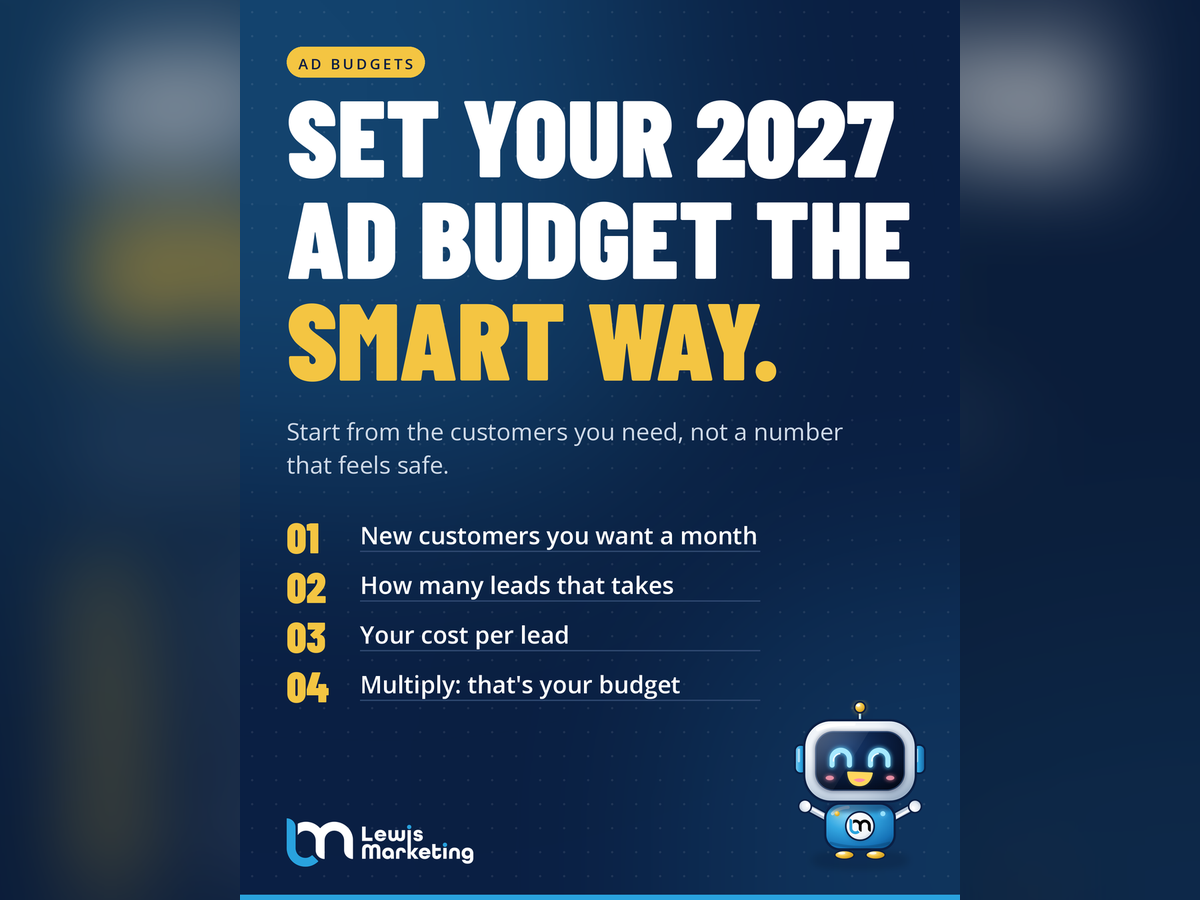 AD BUDGETS
SET YOUR 2027
AD BUDGET THE
SMART WAY.
Start from the customers you need, not a number
that feels safe.
01 New customers you want a month
02 How many leads that takes
03 Your cost per lead
04 Multiply: that's your budget
Lewis
Marketing